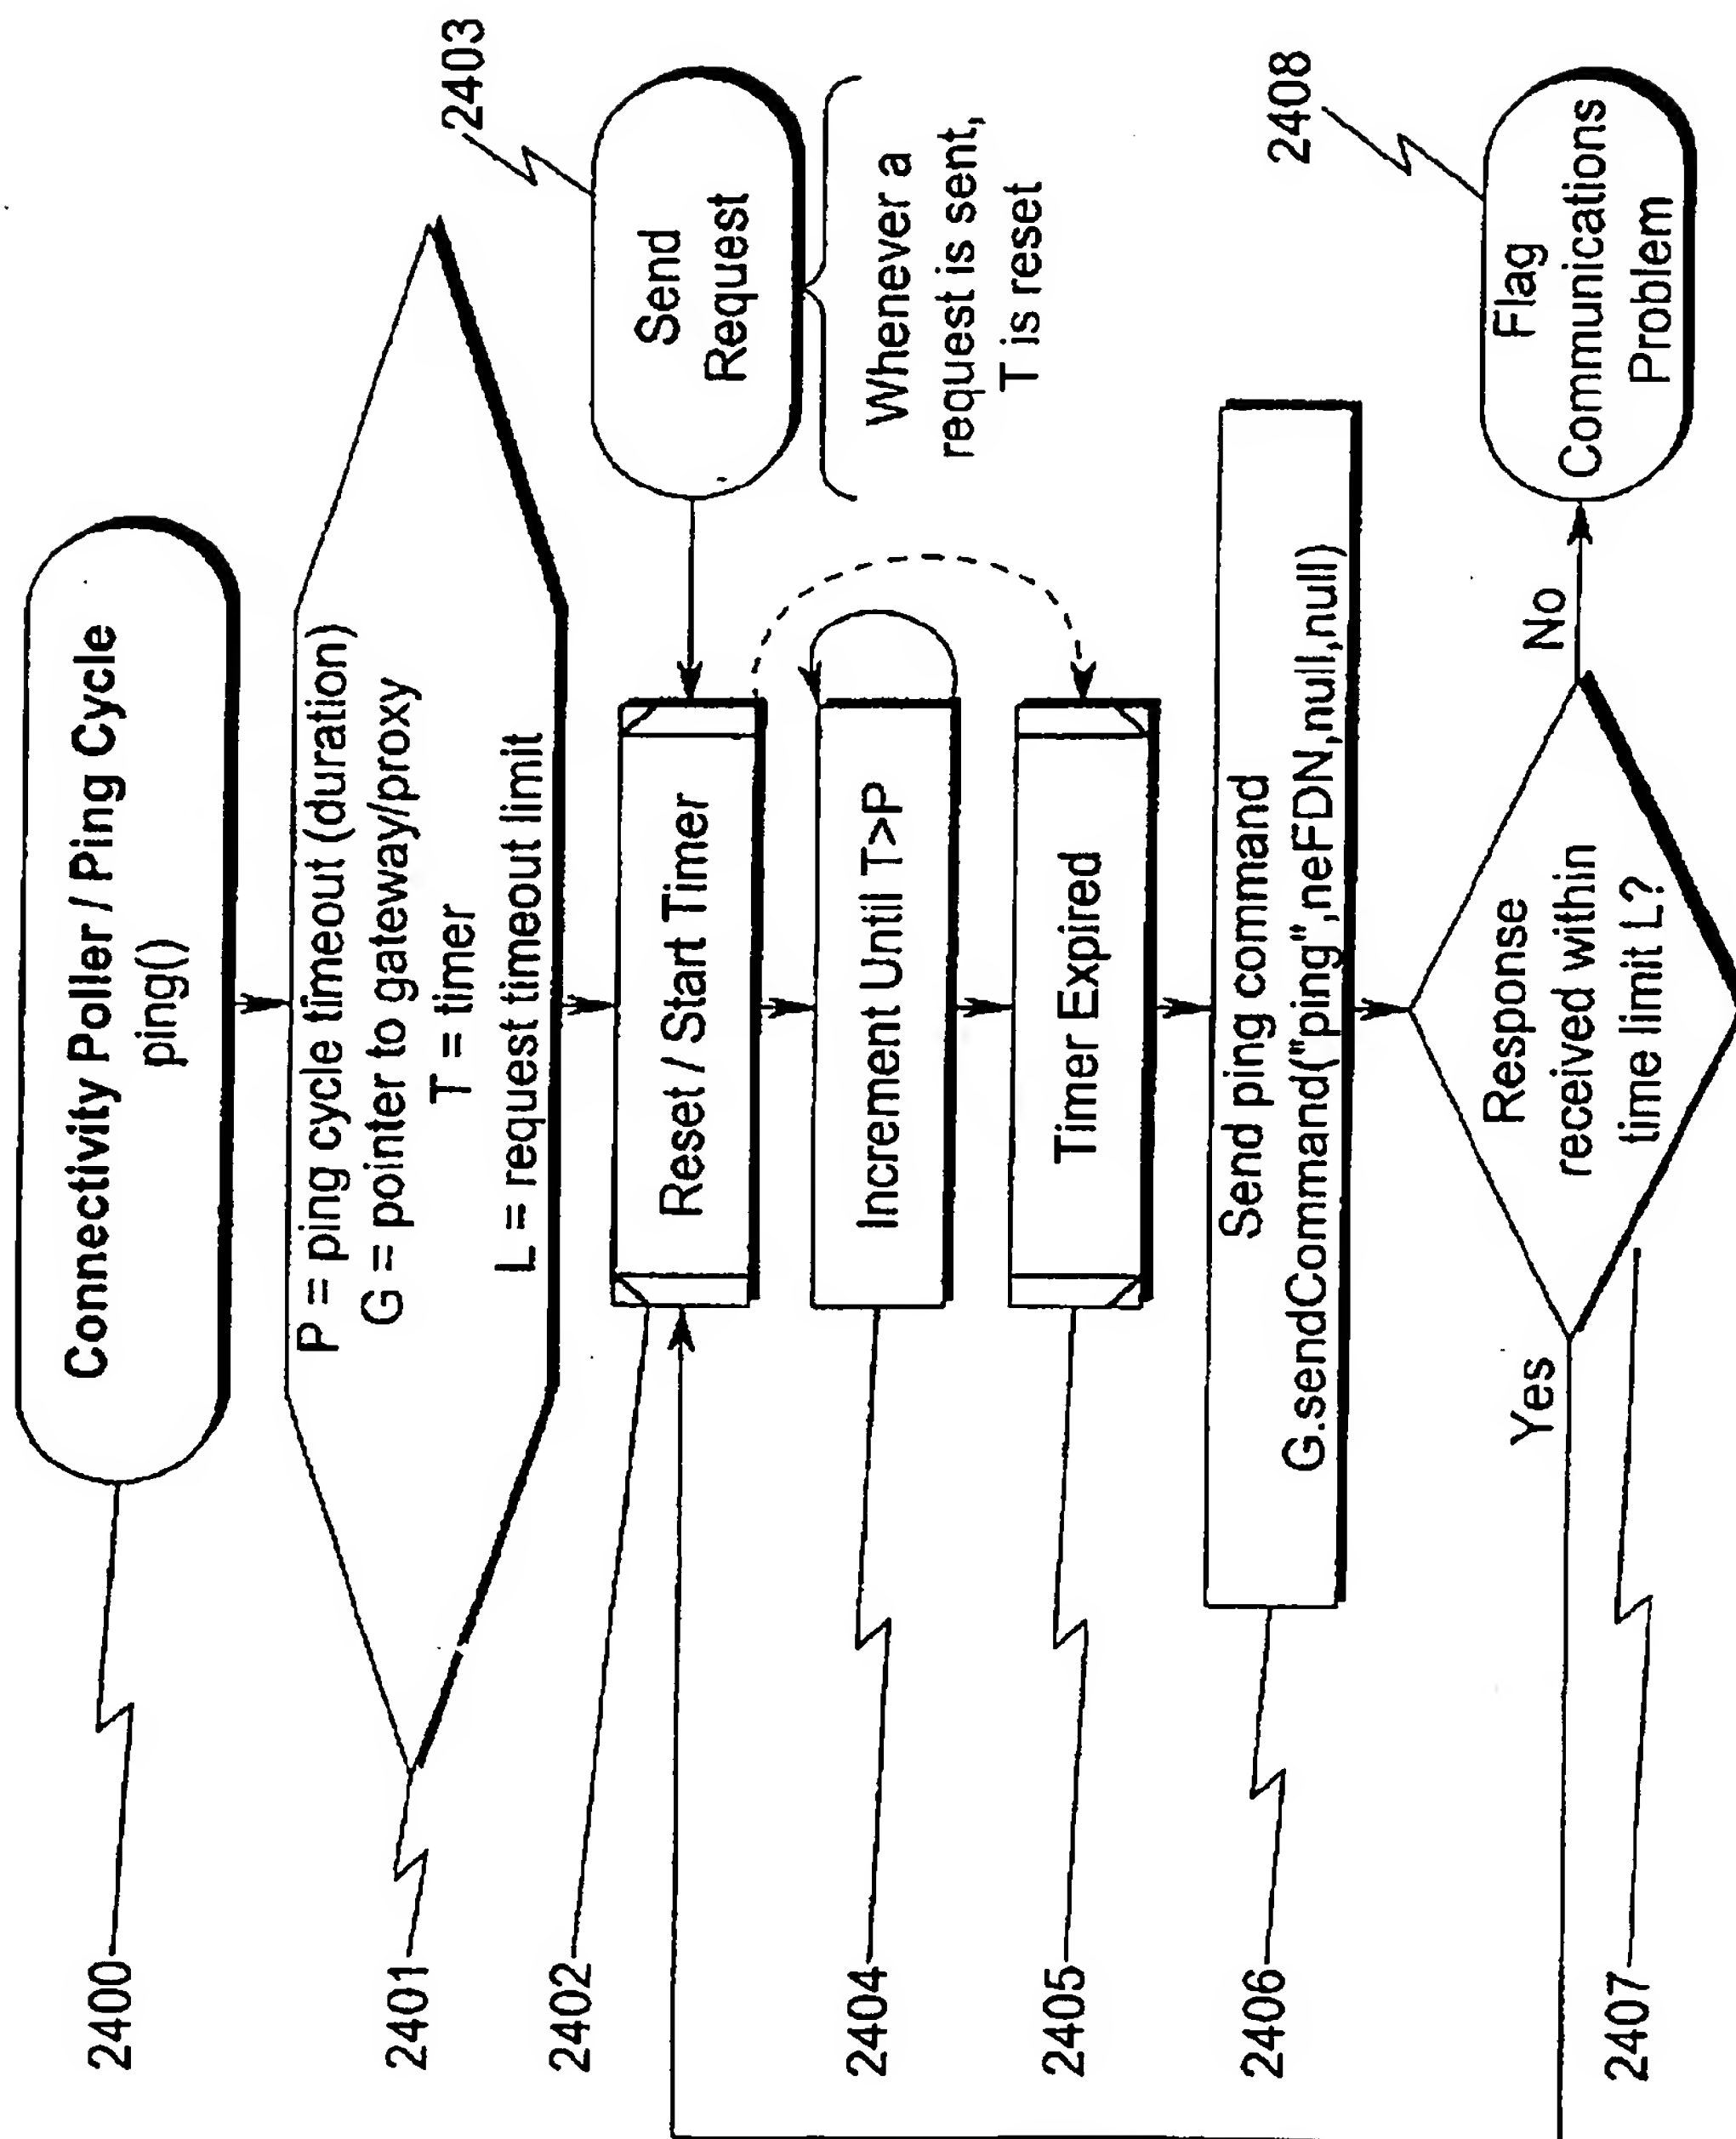 2400
Connectivity Poller / Ping Cycle
ping()
2401
P = ping cycle timeout (duration)
G = pointer to gateway/proxy
T = timer
L = request timeout limit
2402
Reset / Start Timer
2403
Send
Request
Whenever a
request is sent,
T is reset
2404
Increment Until T>P
2405
Timer Expired
2406
Send ping command
G.sendCommand("ping",neFDN,null,null)
2407
Response
received within
time limit L?
Yes
No
2408
Flag
Communications
Problem